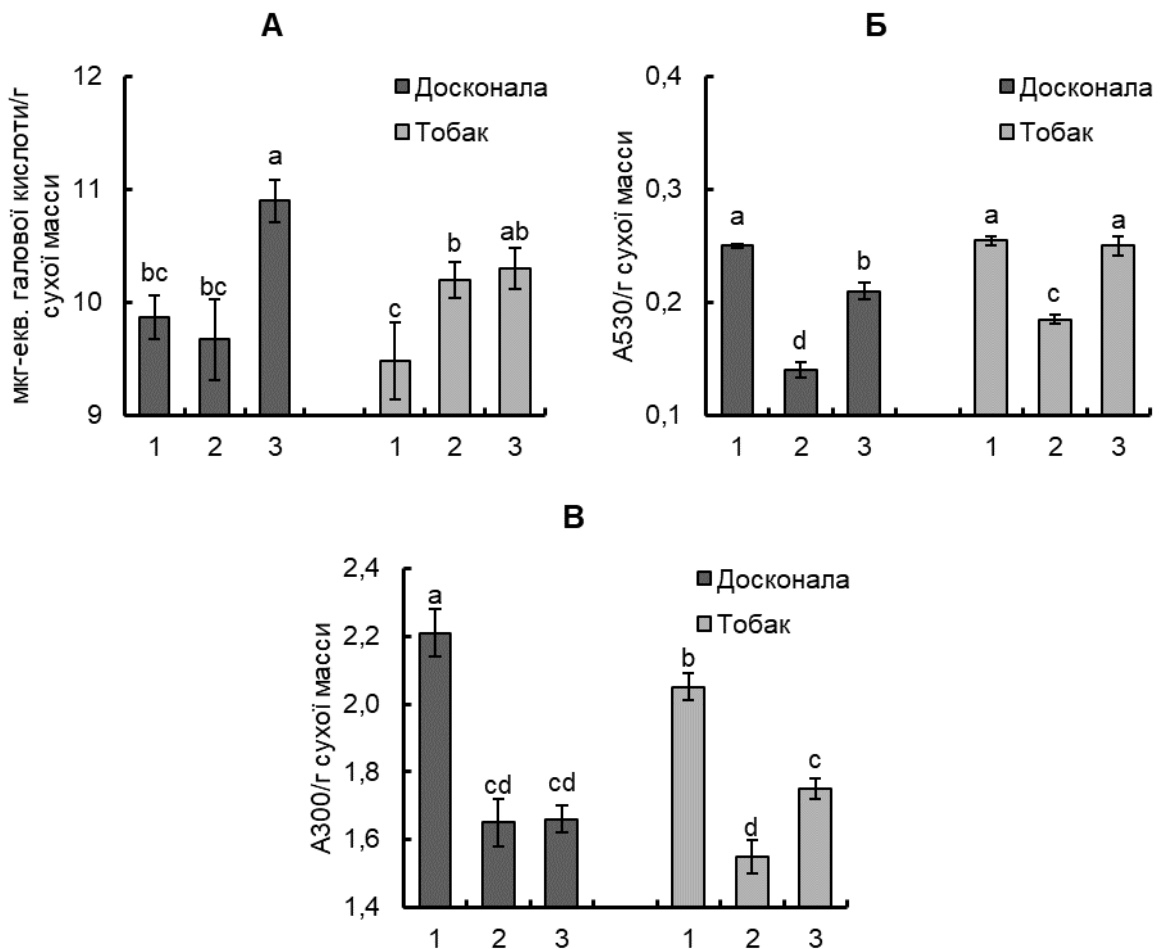 А
мкг-екв. галової кислоти/г
сухої масси
12
11
10
9
Досконала
Тобак
bc
bc
a
c
b
ab
1
2
3
1
2
3
Б
А530/г сухої масси
0,4
0,3
0,2
0,1
Досконала
Тобак
a
d
b
a
c
a
1
2
3
1
2
3
В
А300/г сухої масси
2,4
2,2
2,0
1,8
1,6
1,4
Досконала
Тобак
a
cd
cd
b
d
c
1
2
3
1
2
3